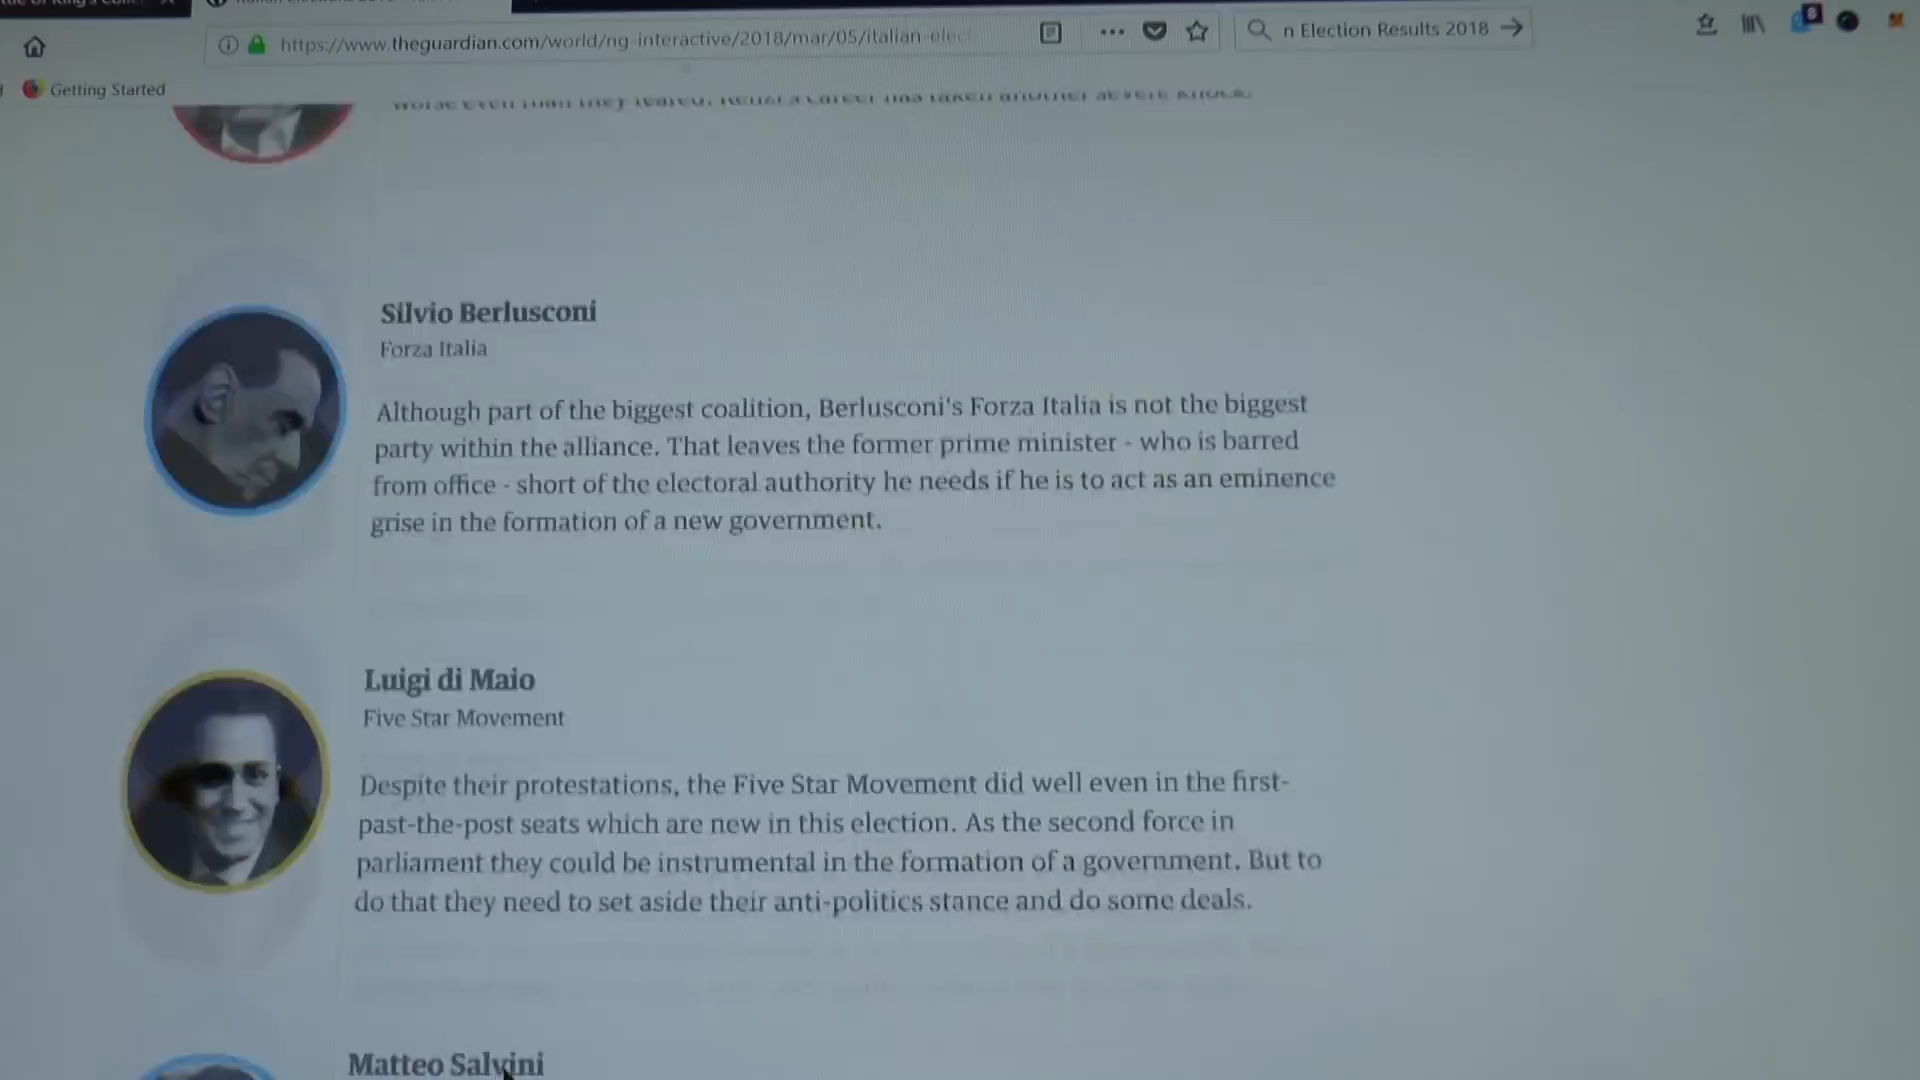 https://www.theguardian.com/world/ng-interactive/2018/mar/05/italian-elec
n Election Results 2018
Getting Started
Silvio Berlusconi
Forza Italia
Although part of the biggest coalition, Berlusconi's Forza Italia is not the biggest
party within the alliance. That leaves the former prime minister - who is barred
from office - short of the electoral authority he needs if he is to act as an eminence
grise in the formation of a new government.
Luigi di Maio
Five Star Movement
Despite their protestations, the Five Star Movement did well even in the first-
past-the-post seats which are new in this election. As the second force in
parliament they could be instrumental in the formation of a government. But to
do that they need to set aside their anti-politics stance and do some deals.
Matteo Salvini